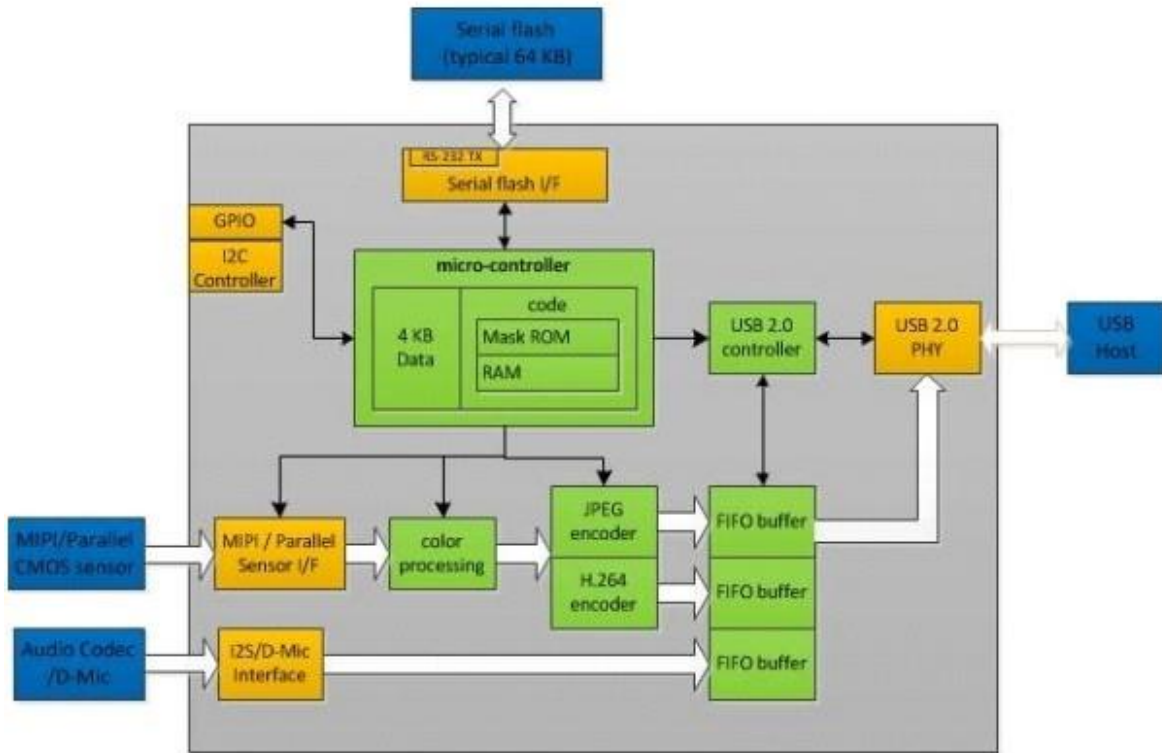 Serial flash
(typical 64 KB)
RS-232 TX
Serial flash I/F
GPIO
I2C
Controller
micro-controller
4 KB
Data
code
Mask ROM
RAM
USB 2.0
controller
USB 2.0
PHY
USB
Host
MIPI/Parallel
CMOS sensor
MIPI / Parallel
Sensor I/F
color
processing
JPEG
encoder
H.264
encoder
FIFO buffer
FIFO buffer
FIFO buffer
Audio Codec
/D-Mic
I2S/D-Mic
Interface